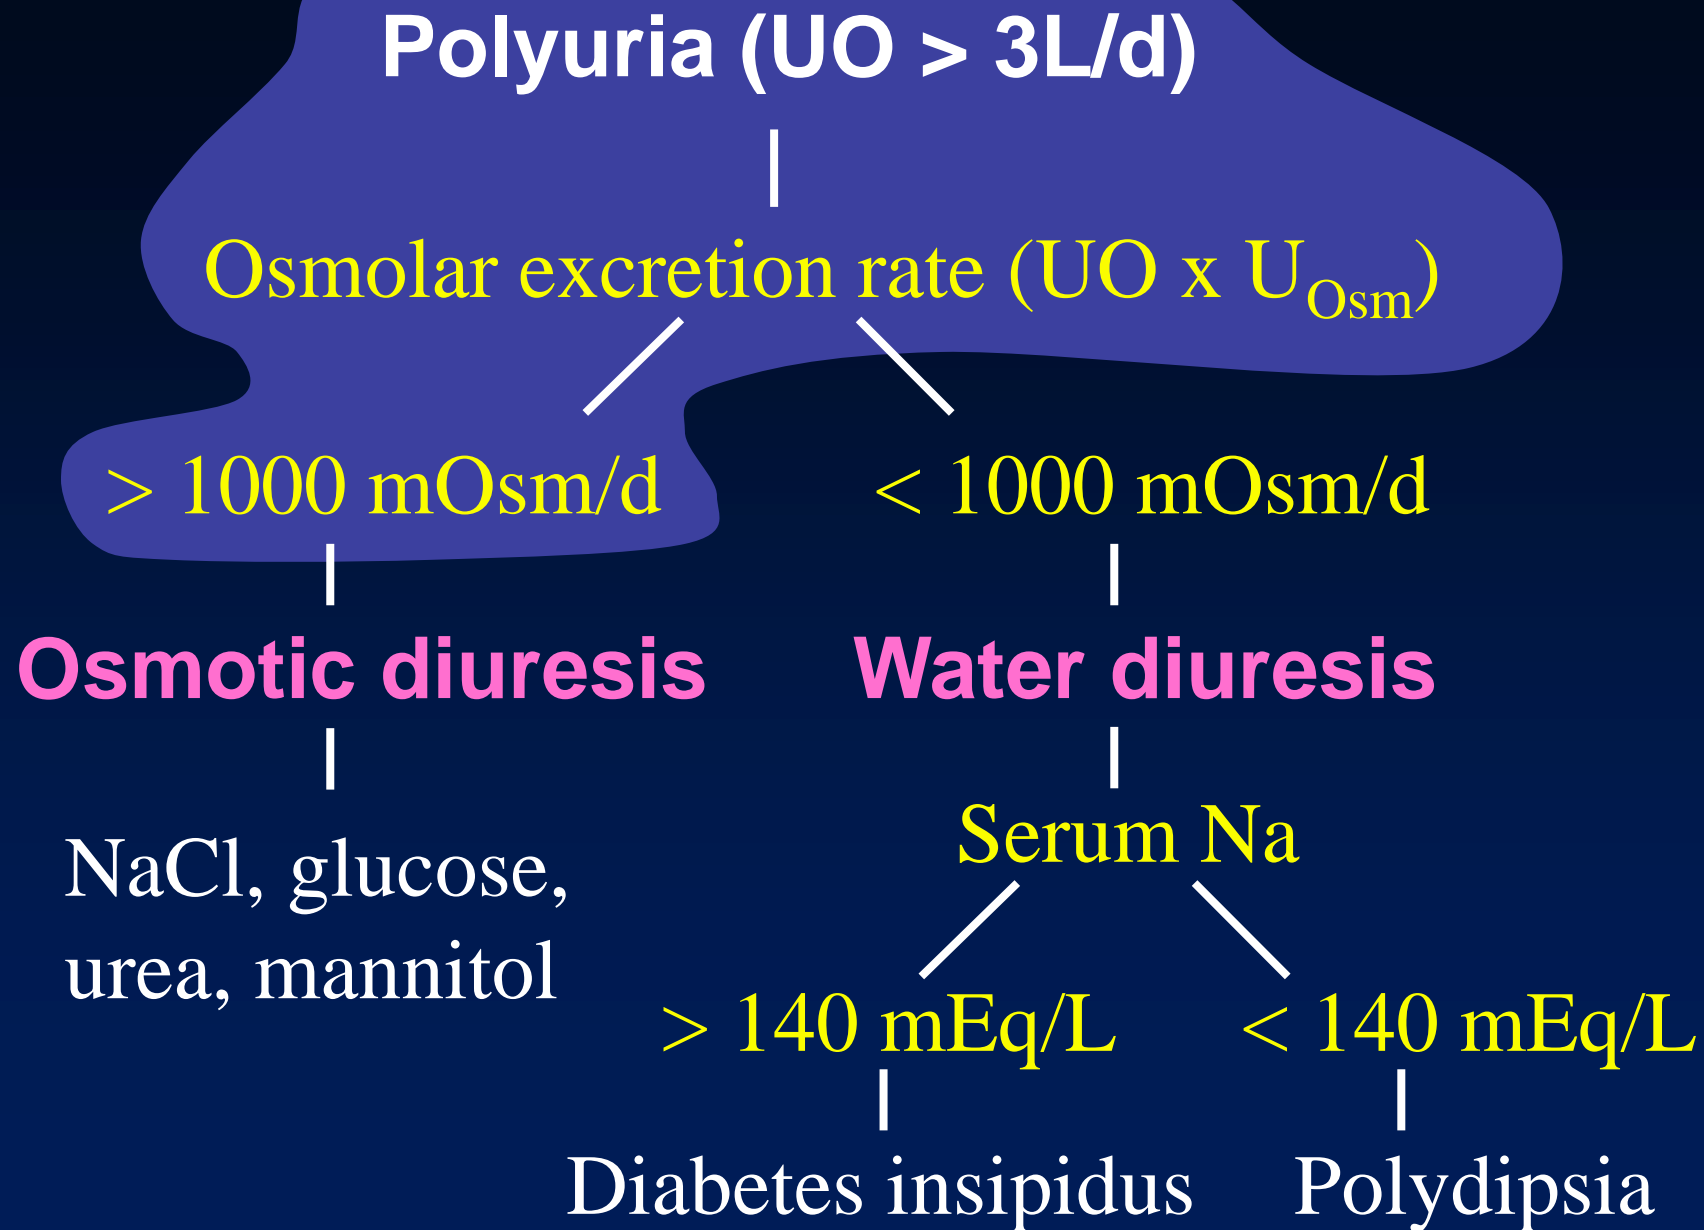 Polyuria (UO > 3L/d)
Osmolar excretion rate (UO x UOsm)
> 1000 mOsm/d
< 1000 mOsm/d
Osmotic diuresis
Water diuresis
NaCl, glucose,
urea, mannitol
Serum Na
> 140 mEq/L
< 140 mEq/L
Diabetes insipidus
Polydipsia